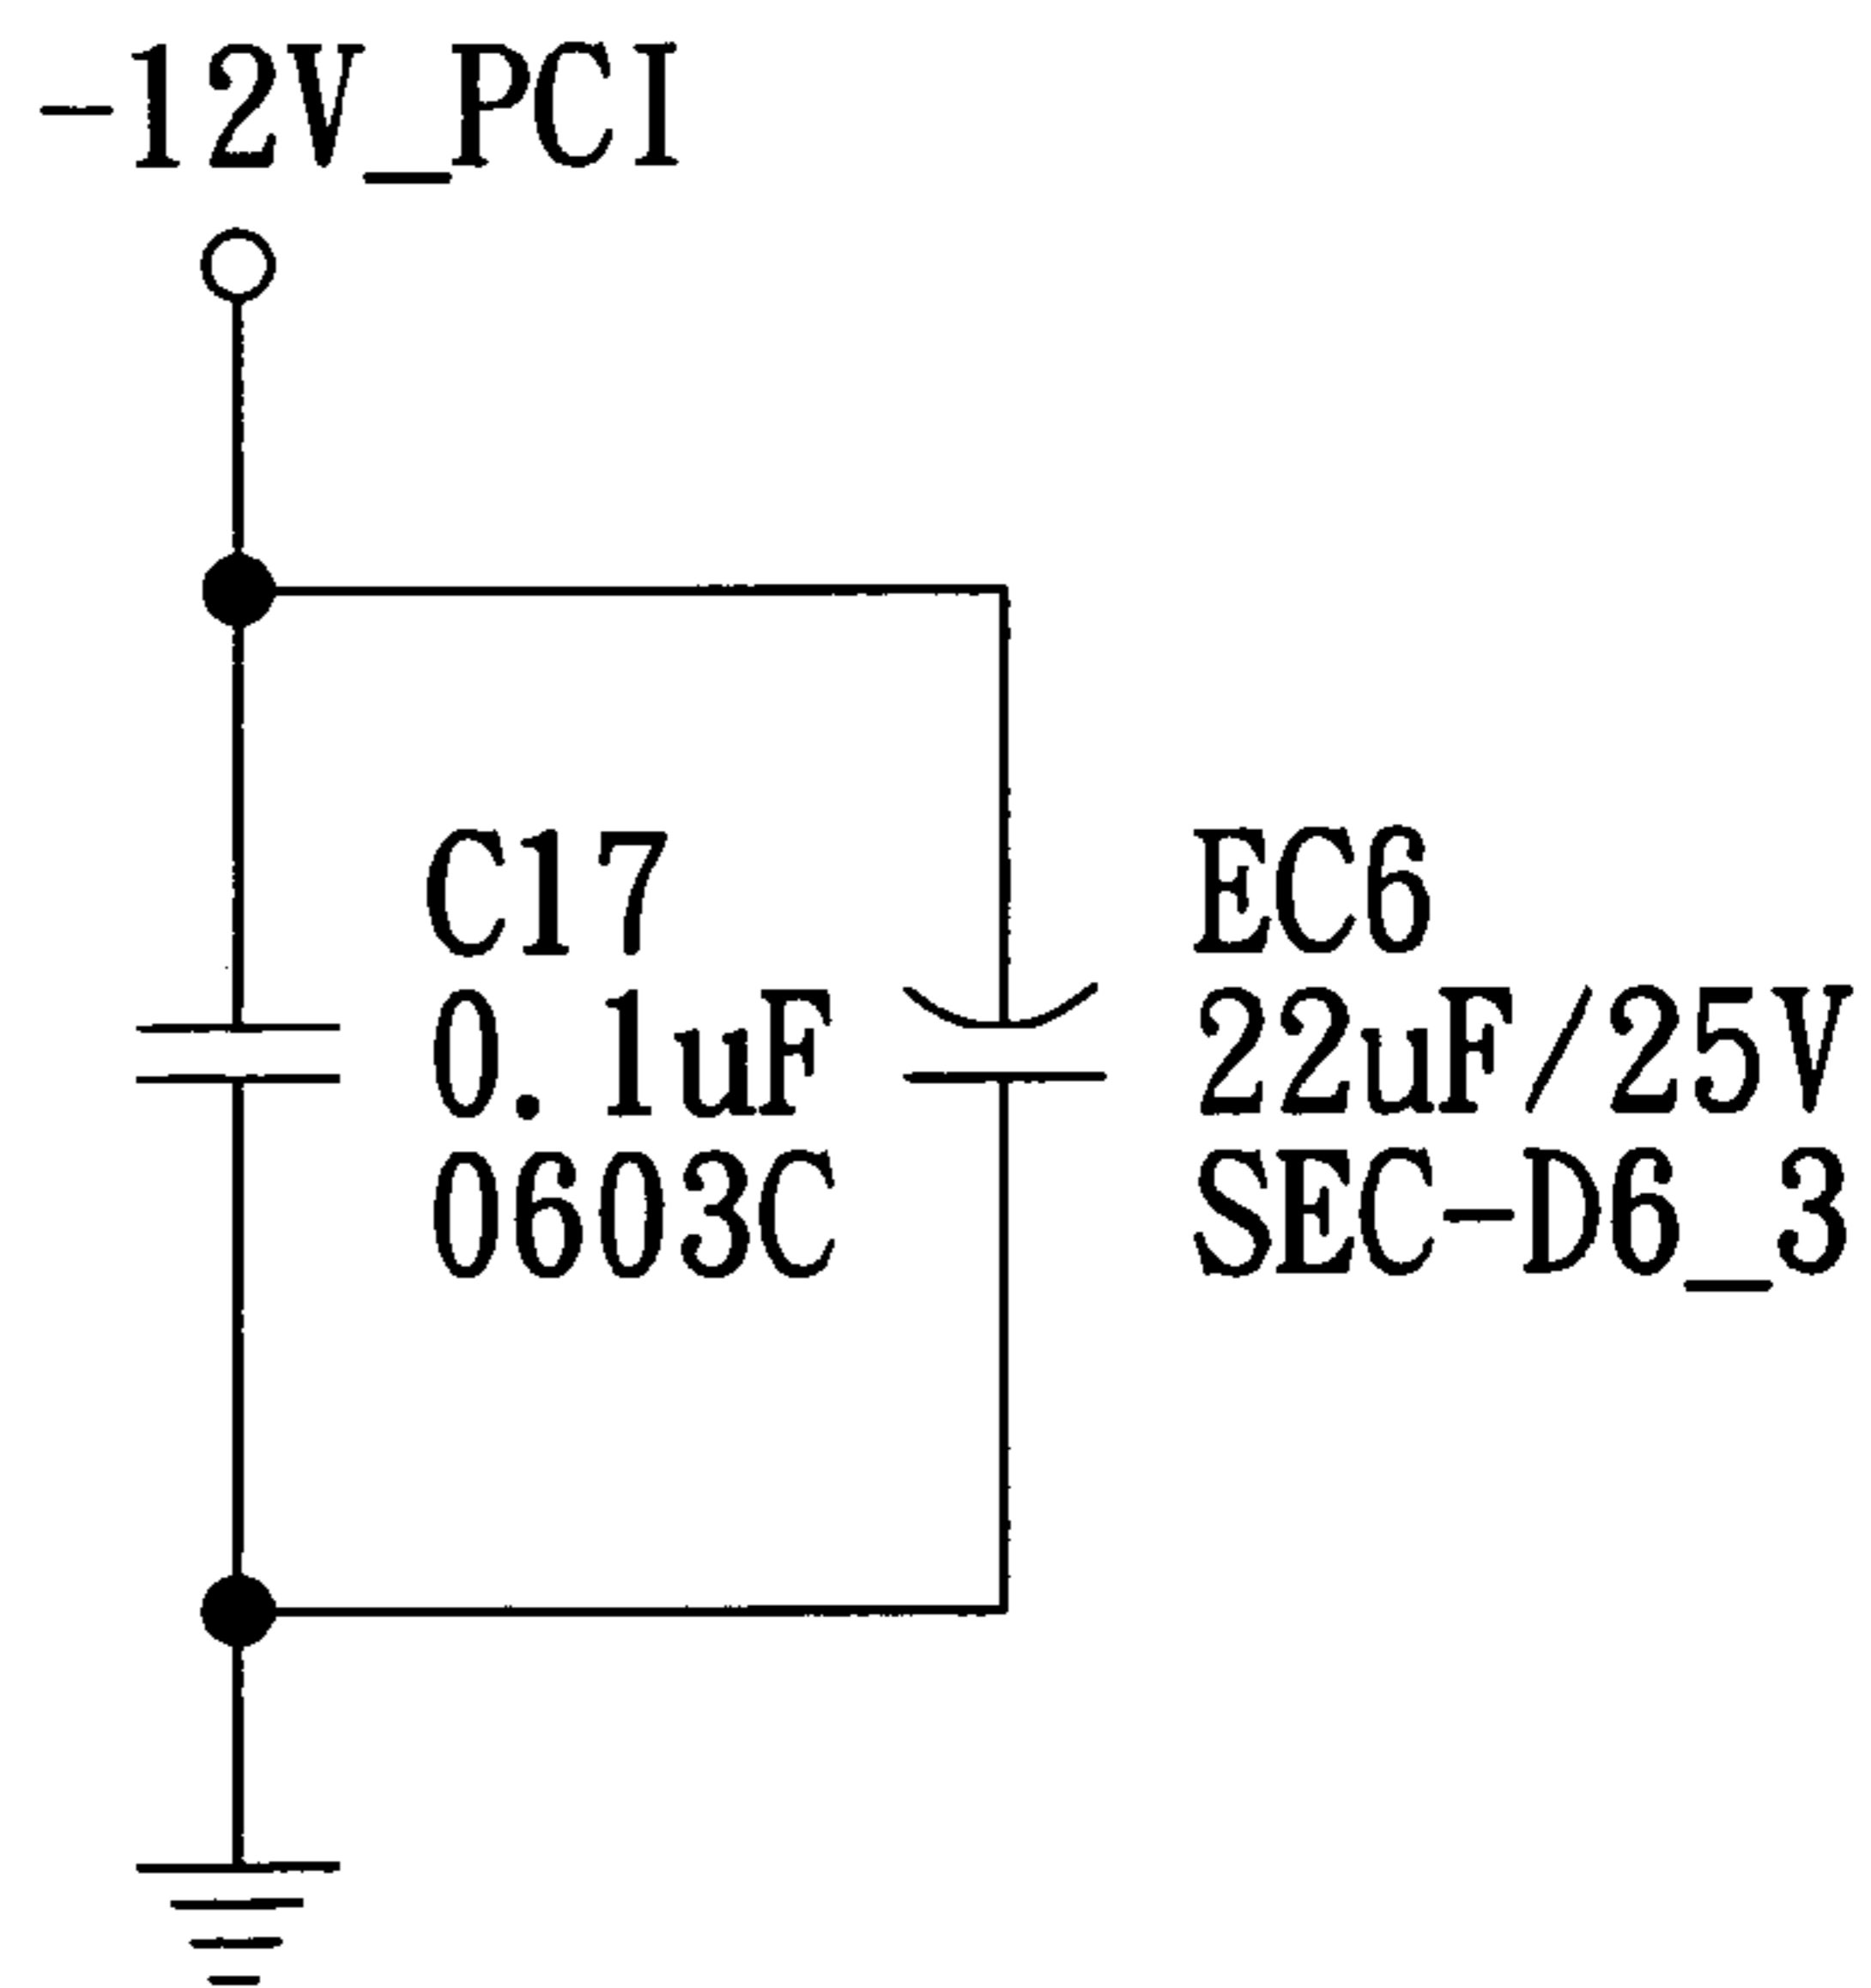 -12V_PCI
C17
0.1uF
0603C
EC6
22uF/25V
SEC-D6_3